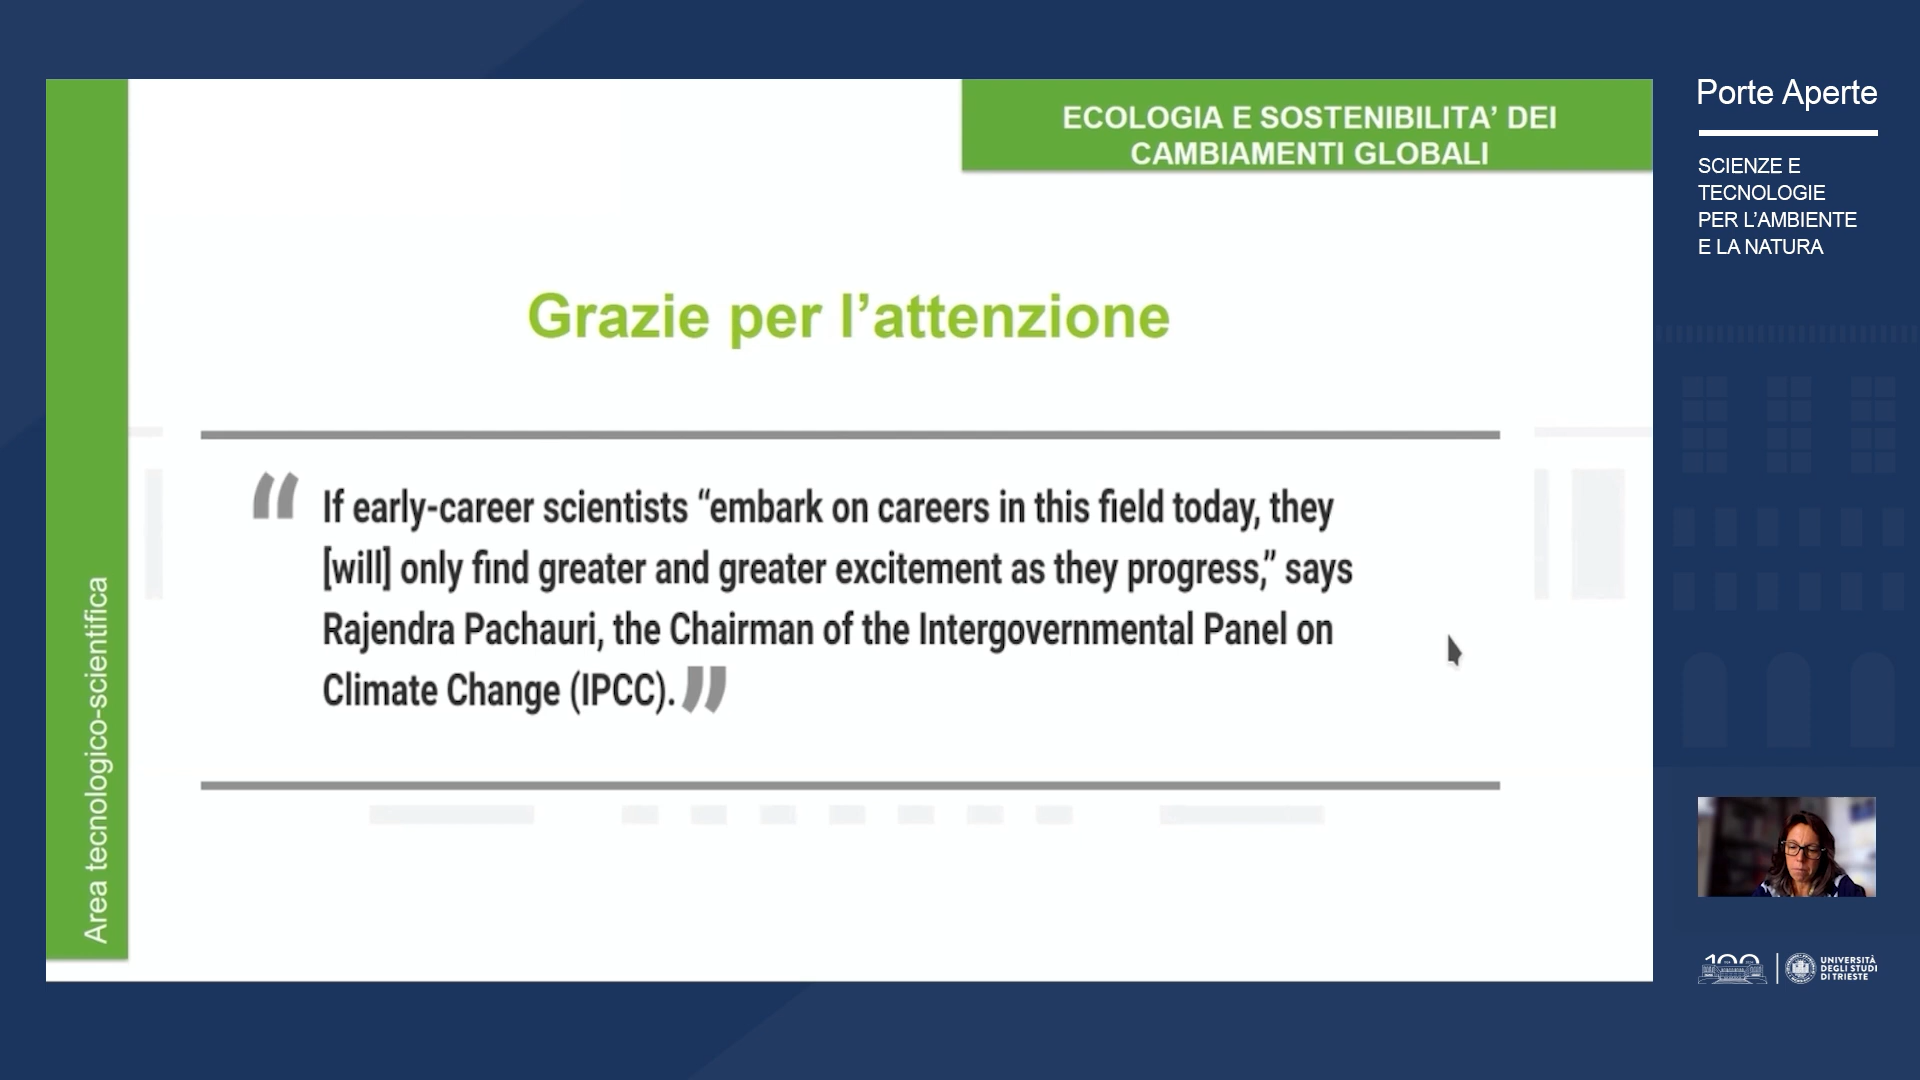 ECOLOGIA E SOSTENIBILITA’ DEI
CAMBIAMENTI GLOBALI
Grazie per l’attenzione
“ If early-career scientists “embark on careers in this field today, they
[will] only find greater and greater excitement as they progress,” says
Rajendra Pachauri, the Chairman of the Intergovernmental Panel on
Climate Change (IPCC). ”
Area tecnologico-scientifica
Porte Aperte
SCIENZE E
TECNOLOGIE
PER L’AMBIENTE
E LA NATURA
100
UNIVERSITÀ
DEGLI STUDI
DI TRIESTE